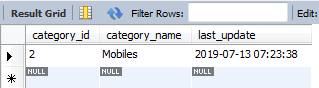 Result Grid Filter Rows: Edit:
category_id category_name last_update
2 Mobiles 2019-07-13 07:23:38
NULL NULL NULL